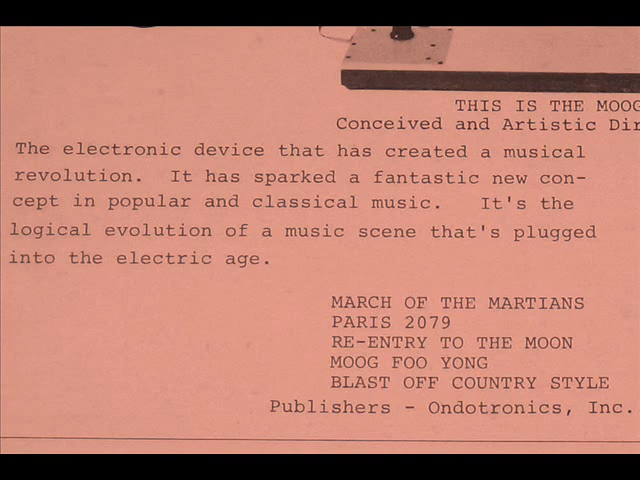 THIS IS THE MOOG
Conceived and Artistic Dir
The electronic device that has created a musical
revolution. It has sparked a fantastic new con-
cept in popular and classical music. It's the
logical evolution of a music scene that's plugged
into the electric age.
MARCH OF THE MARTIANS
PARIS 2079
RE-ENTRY TO THE MOON
MOOG FOO YONG
BLAST OFF COUNTRY STYLE
Publishers - Ondotronics, Inc.